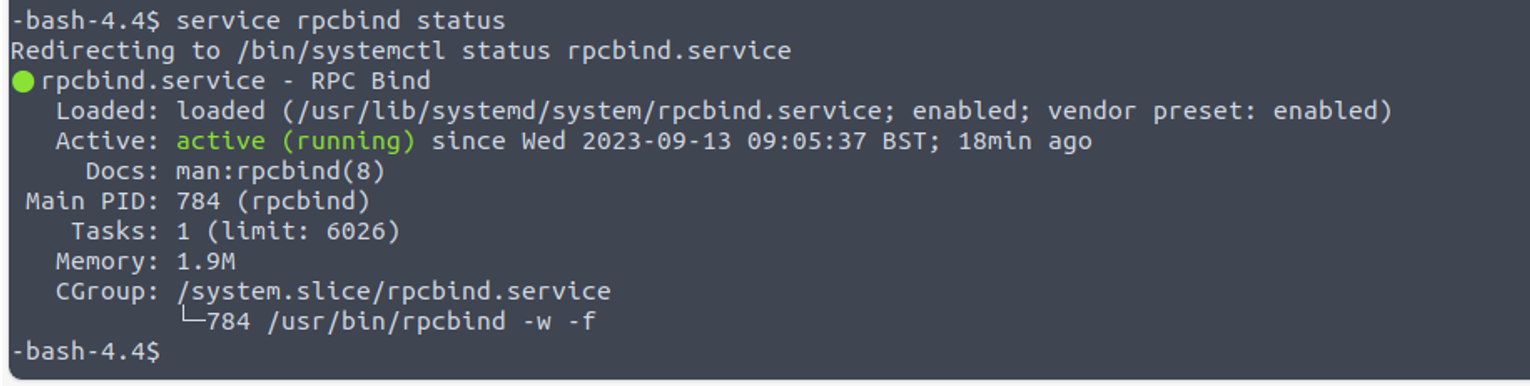 -bash-4.4$ service rpcbind status
Redirecting to /bin/systemctl status rpcbind.service
● rpcbind.service - RPC Bind
   Loaded: loaded (/usr/lib/systemd/system/rpcbind.service; enabled; vendor preset: enabled)
   Active: active (running) since Wed 2023-09-13 09:05:37 BST; 18min ago
     Docs: man:rpcbind(8)
 Main PID: 784 (rpcbind)
    Tasks: 1 (limit: 6026)
   Memory: 1.9M
   CGroup: /system.slice/rpcbind.service
           └─784 /usr/bin/rpcbind -w -f
-bash-4.4$